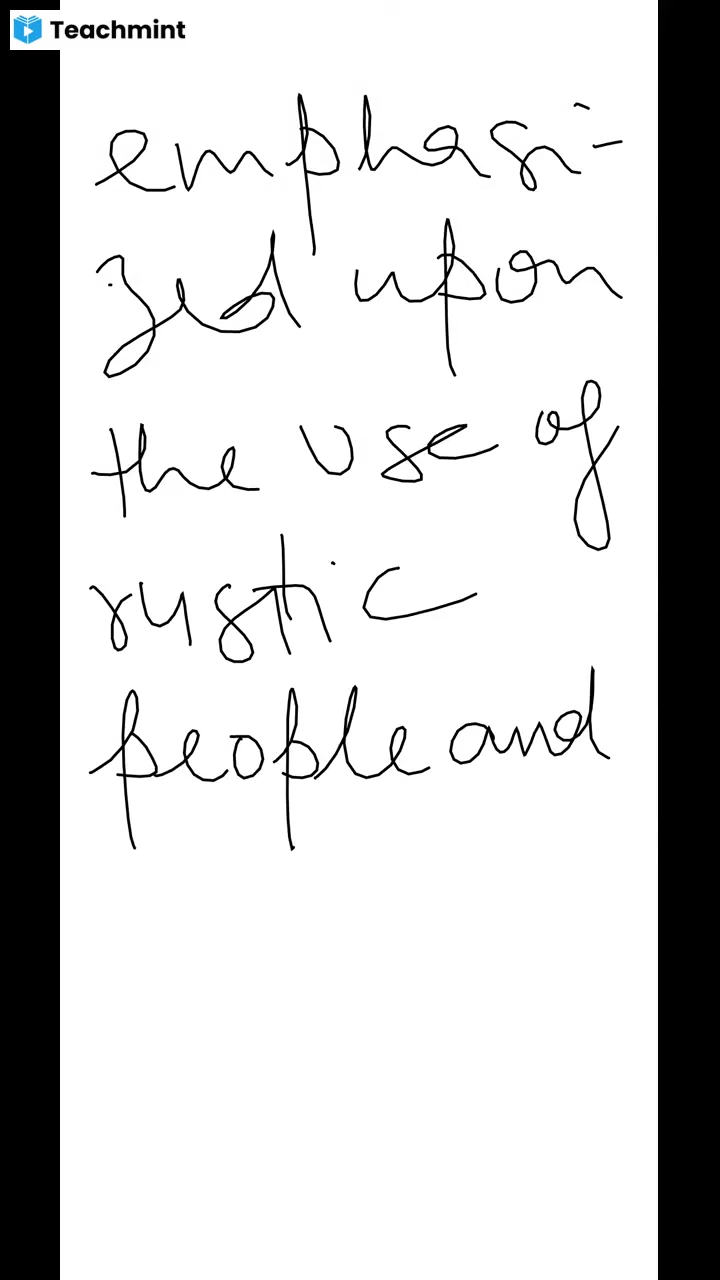 Teachmint
emphasi-
zed upon
the use of
rustic
people and